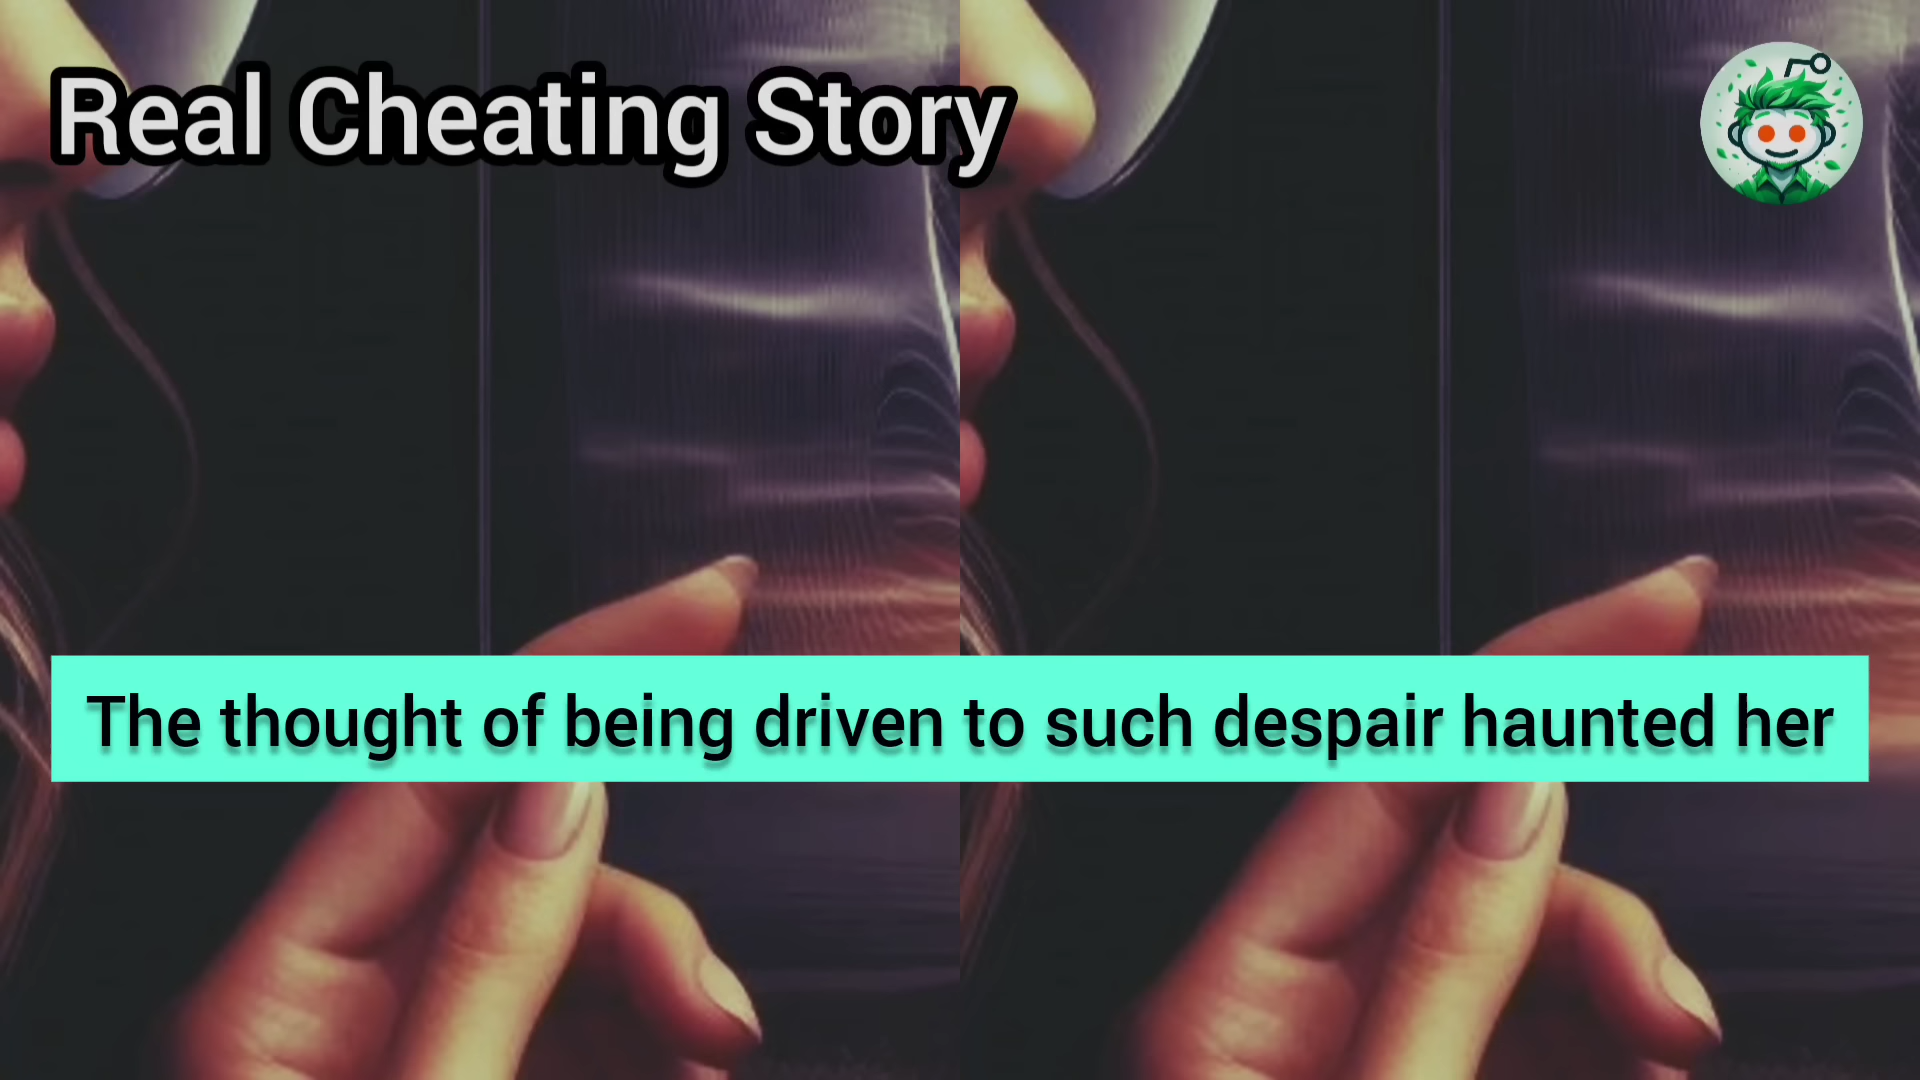 Real Cheating Story
The thought of being driven to such despair haunted her